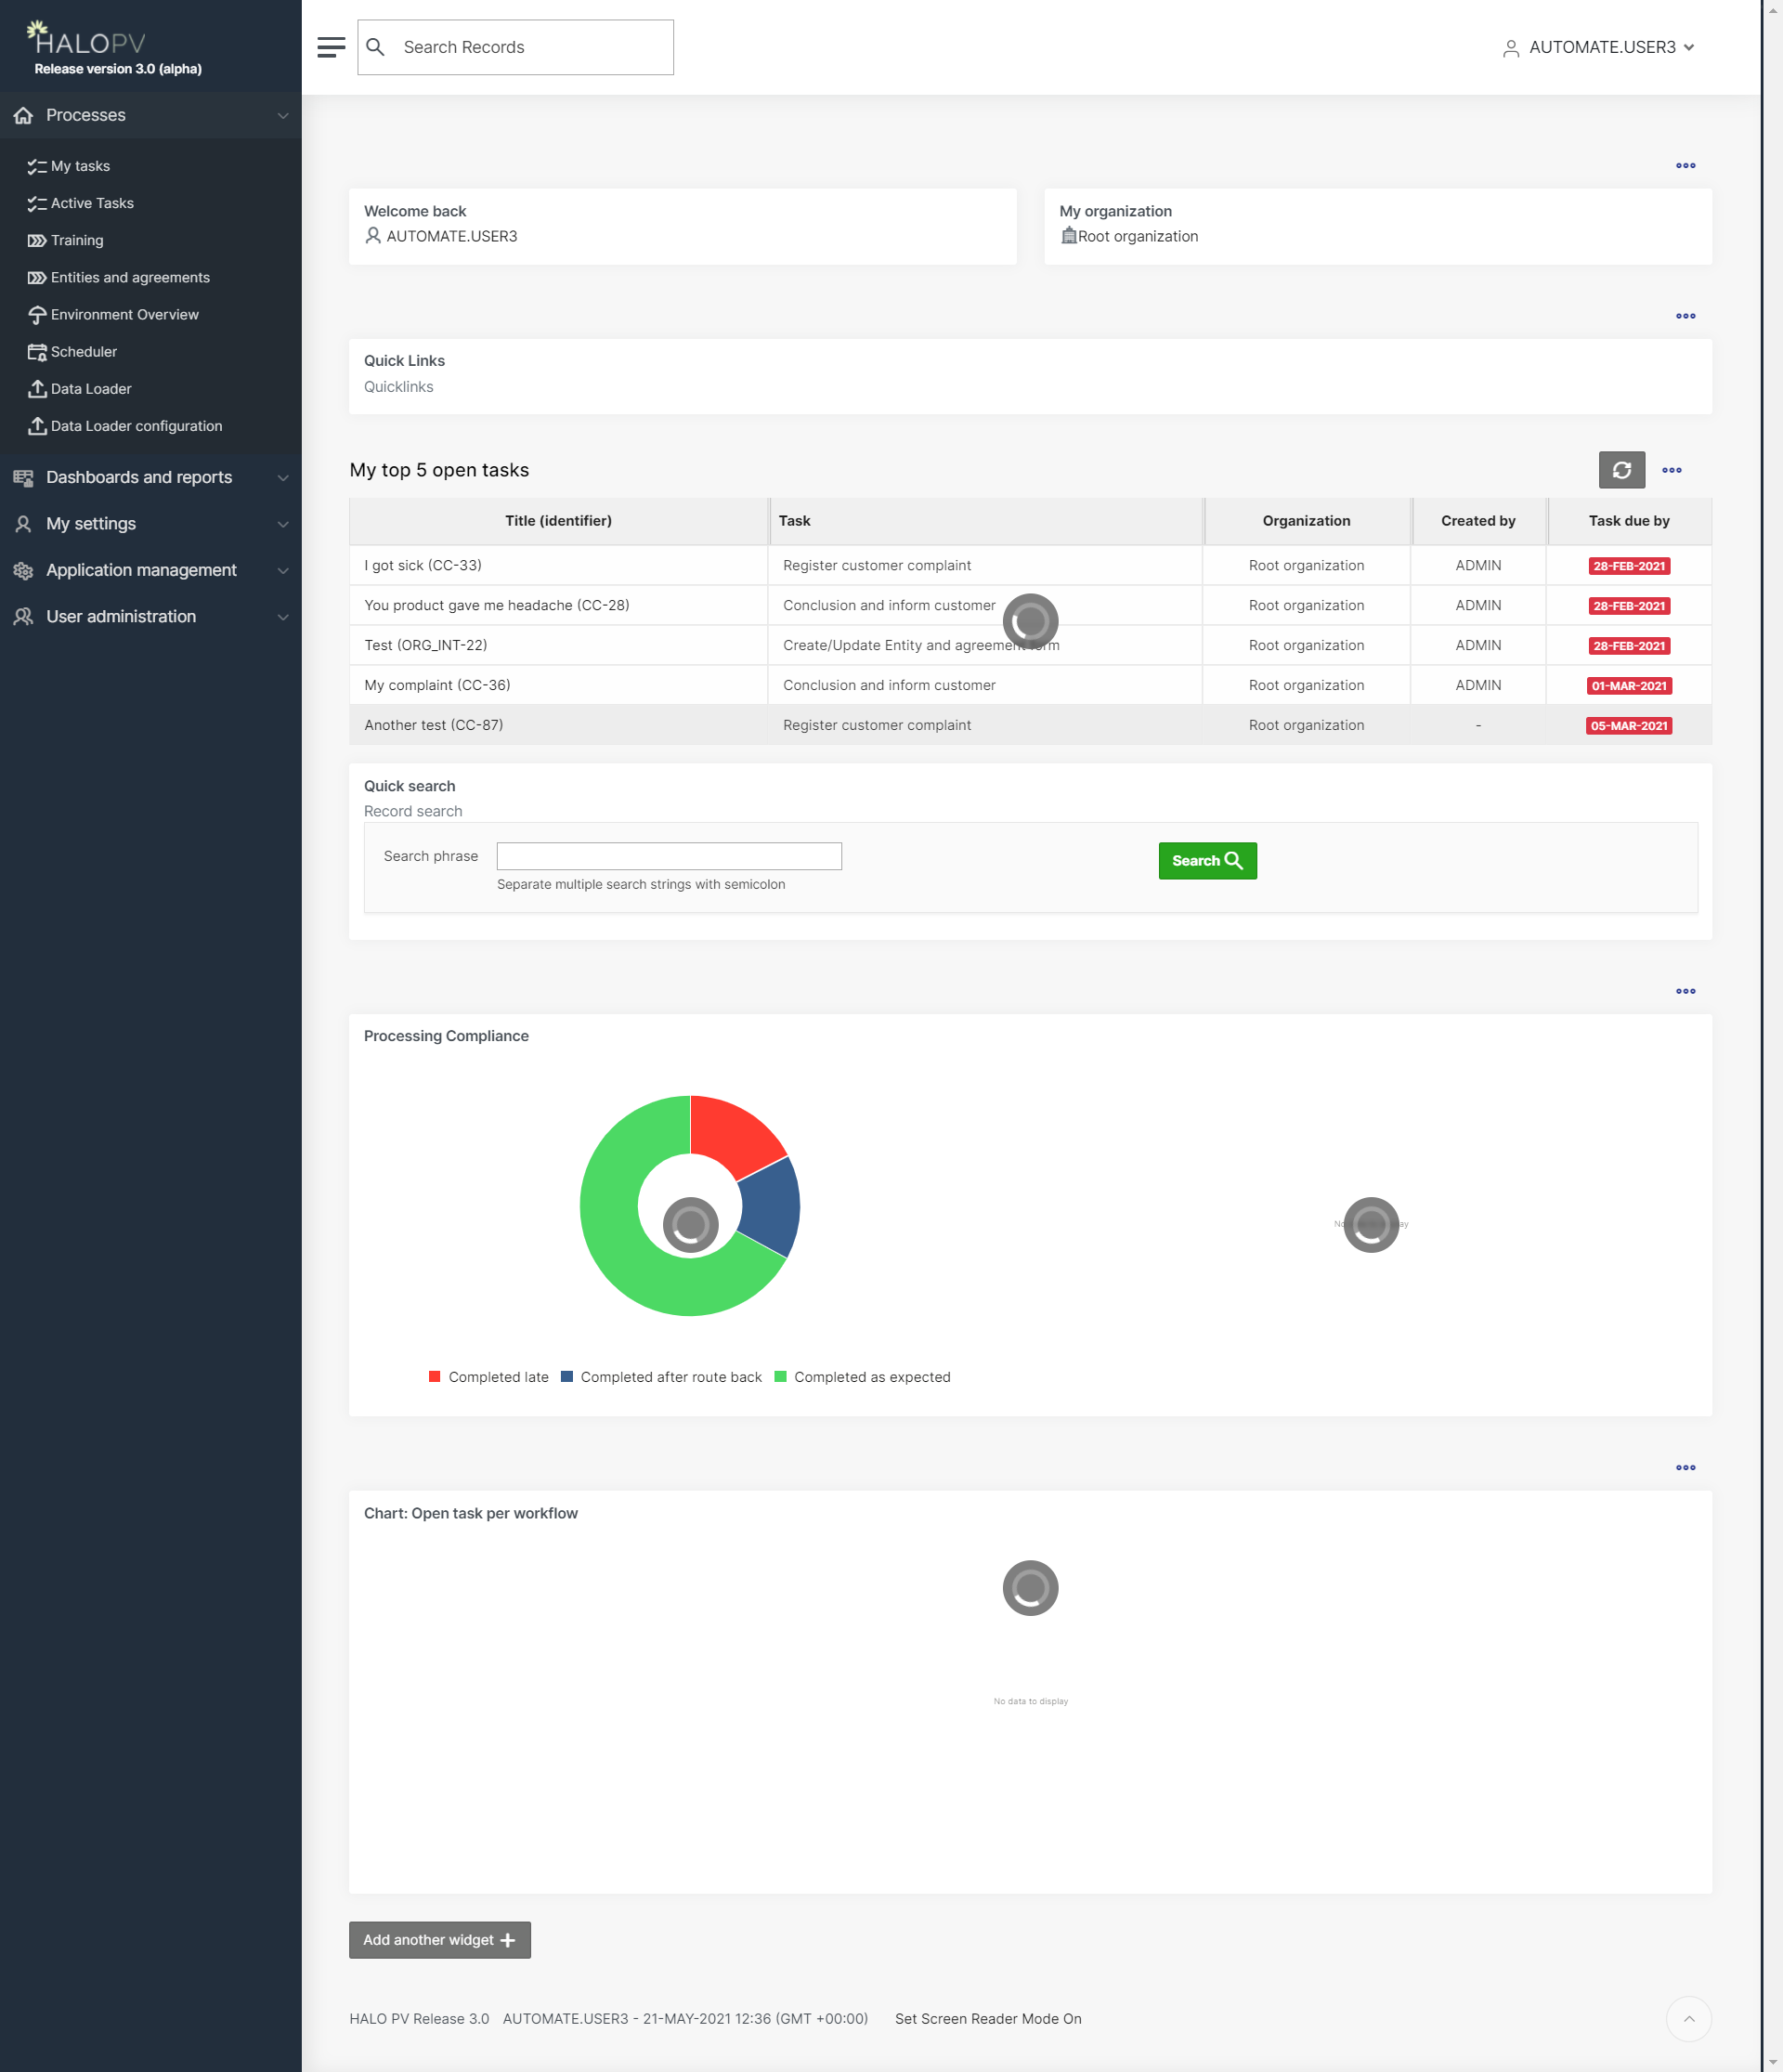 HALOPV
Release version 3.0 (alpha)
Search Records
AUTOMATE.USER3
Processes
My tasks
Active Tasks
Training
Entities and agreements
Environment Overview
Scheduler
Data Loader
Data Loader configuration
Dashboards and reports
My settings
Application management
User administration
Welcome back
AUTOMATE.USER3
My organization
Root organization
Quick Links
Quicklinks
My top 5 open tasks
Title (identifier) Task Organization Created by Task due by
I got sick (CC-33) Register customer complaint Root organization ADMIN 28-FEB-2021
You product gave me headache (CC-28) Conclusion and inform customer Root organization ADMIN 28-FEB-2021
Test (ORG_INT-22) Create/Update Entity and agreement form Root organization ADMIN 28-FEB-2021
My complaint (CC-36) Conclusion and inform customer Root organization ADMIN 01-MAR-2021
Another test (CC-87) Register customer complaint Root organization - 05-MAR-2021
Quick search
Record search
Search phrase
Search
Separate multiple search strings with semicolon
Processing Compliance
Completed late Completed after route back Completed as expected
Chart: Open task per workflow
No data to display
Add another widget
HALO PV Release 3.0 AUTOMATE.USER3 - 21-MAY-2021 12:36 (GMT +00:00) Set Screen Reader Mode On